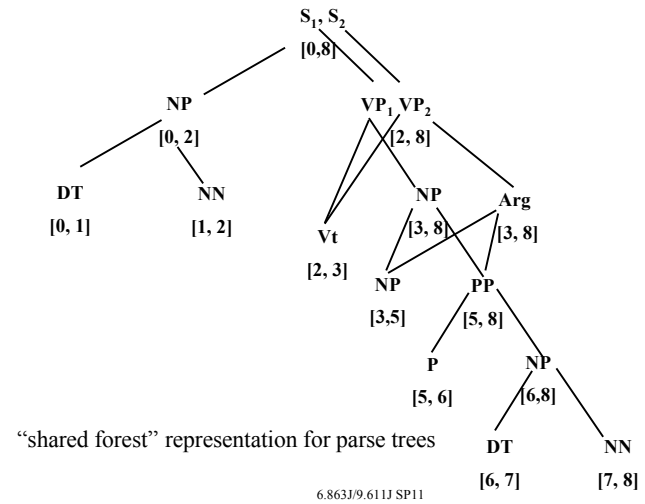 S₁, S₂
[0,8]
NP VP₁ VP₂
[0, 2] [2, 8]
DT NN NP Arg
[0, 1] [1, 2] [3, 8] [3, 8]
Vt
[2, 3]
NP PP
[3,5] [5, 8]
P NP
[5, 6] [6,8]
“shared forest” representation for parse trees
DT NN
[6, 7] [7, 8]
6.863J/9.611J SP11